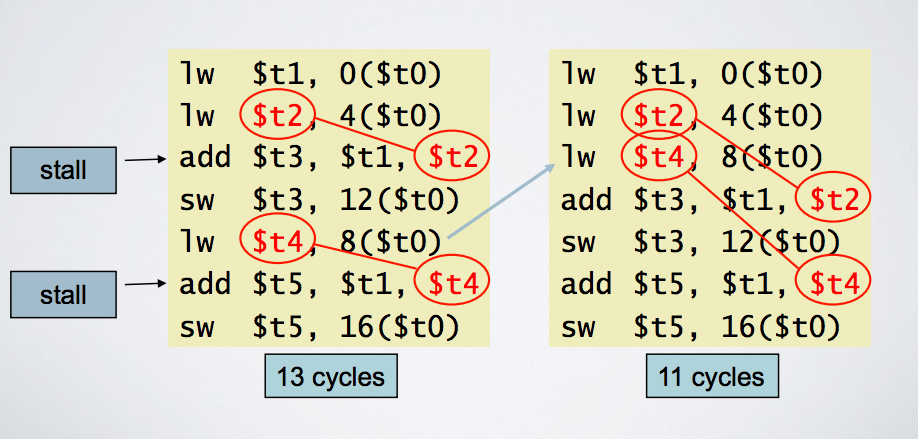 lw $t1, 0($t0)
lw $t2, 4($t0)
stall
add $t3, $t1, $t2
sw $t3, 12($t0)
lw $t4, 8($t0)
stall
add $t5, $t1, $t4
sw $t5, 16($t0)
13 cycles
lw $t1, 0($t0)
lw $t2, 4($t0)
lw $t4, 8($t0)
add $t3, $t1, $t2
sw $t3, 12($t0)
add $t5, $t1, $t4
sw $t5, 16($t0)
11 cycles